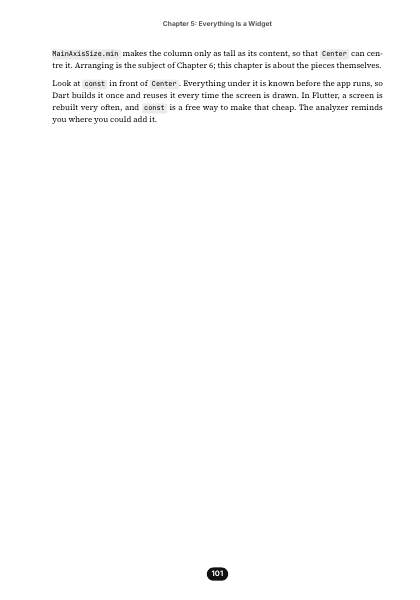 Chapter 5: Everything Is a Widget
MainAxisSize.min makes the column only as tall as its content, so that Center can cen-
tre it. Arranging is the subject of Chapter 6; this chapter is about the pieces themselves.
Look at const in front of Center. Everything under it is known before the app runs, so
Dart builds it once and reuses it every time the screen is drawn. In Flutter, a screen is
rebuilt very often, and const is a free way to make that cheap. The analyzer reminds
you where you could add it.
101